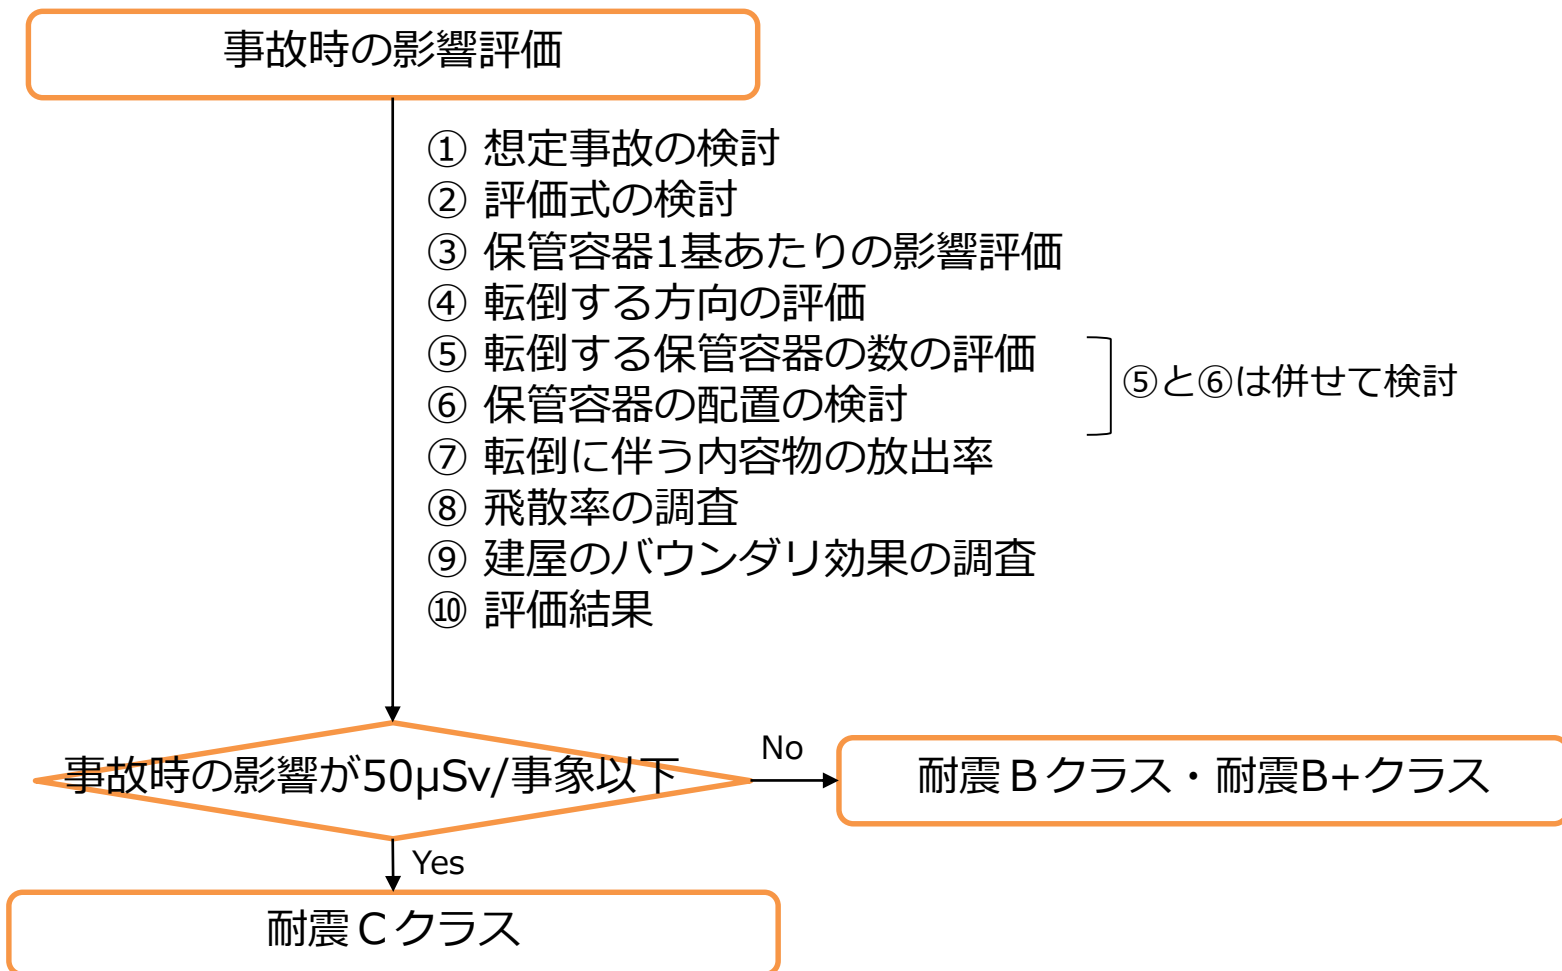 事故時の影響評価
① 想定事故の検討
② 評価式の検討
③ 保管容器1基あたりの影響評価
④ 転倒する方向の評価
⑤ 転倒する保管容器の数の評価
⑥ 保管容器の配置の検討
⑤と⑥は併せて検討
⑦ 転倒に伴う内容物の放出率
⑧ 飛散率の調査
⑨ 建屋のバウンダリ効果の調査
⑩ 評価結果
事故時の影響が50μSv/事象以下
No
耐震Ｂクラス・耐震B+クラス
Yes
耐震Ｃクラス